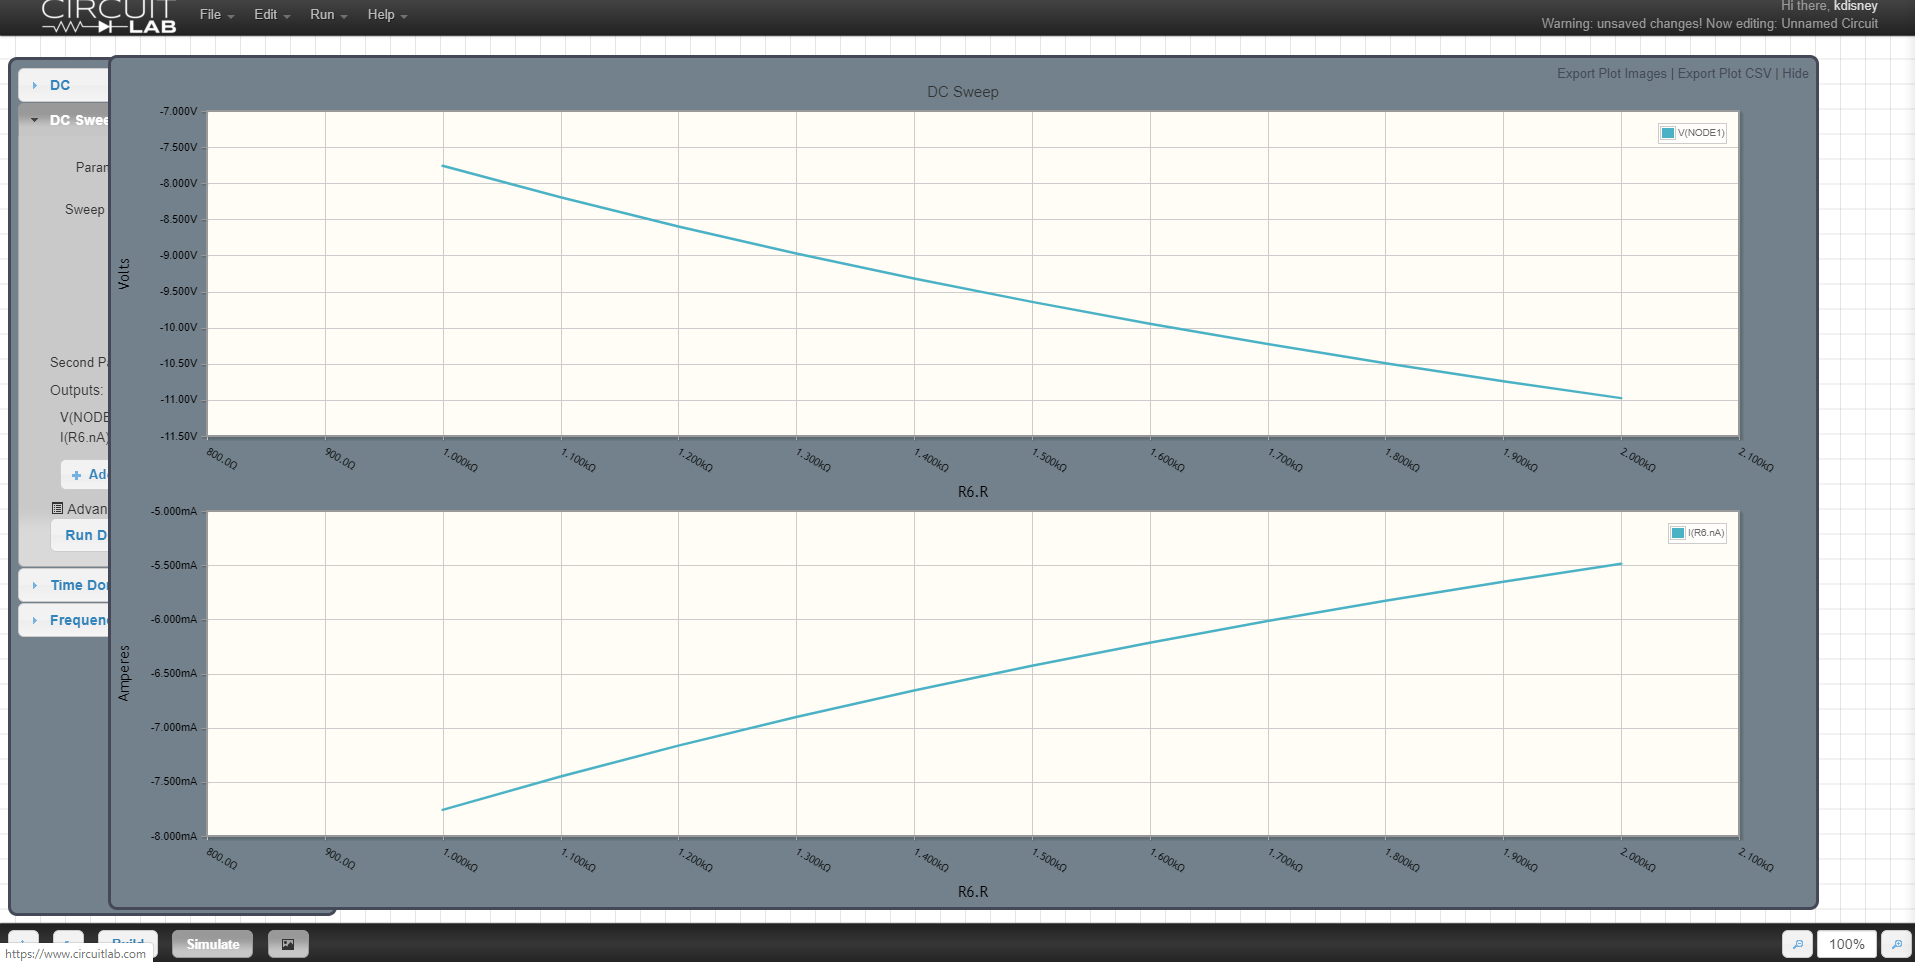 CIRCUIT
LAB
File
Edit
Run
Help
Hi there, kdisney
Warning: unsaved changes! Now editing: Unnamed Circuit
DC
DC Swee
Param
Sweep
Second Pa
Outputs:
V(NODE
I(R6.nA)
Ad
Advan
Run D
Time Do
Frequen
Export Plot Images | Export Plot CSV | Hide
DC Sweep
-7.000V
-7.500V
-8.000V
-8.500V
-9.000V
-9.500V
-10.00V
-10.50V
-11.00V
-11.50V
Volts
V(NODE1)
800.0Ω
900.0Ω
1.000kΩ
1.100kΩ
1.200kΩ
1.300kΩ
1.400kΩ
1.500kΩ
1.600kΩ
1.700kΩ
1.800kΩ
1.900kΩ
2.000kΩ
2.100kΩ
R6.R
-5.000mA
-5.500mA
-6.000mA
-6.500mA
-7.000mA
-7.500mA
-8.000mA
Amperes
I(R6.nA)
800.0Ω
900.0Ω
1.000kΩ
1.100kΩ
1.200kΩ
1.300kΩ
1.400kΩ
1.500kΩ
1.600kΩ
1.700kΩ
1.800kΩ
1.900kΩ
2.000kΩ
2.100kΩ
R6.R
Build
Simulate
100%
https://www.circuitlab.com